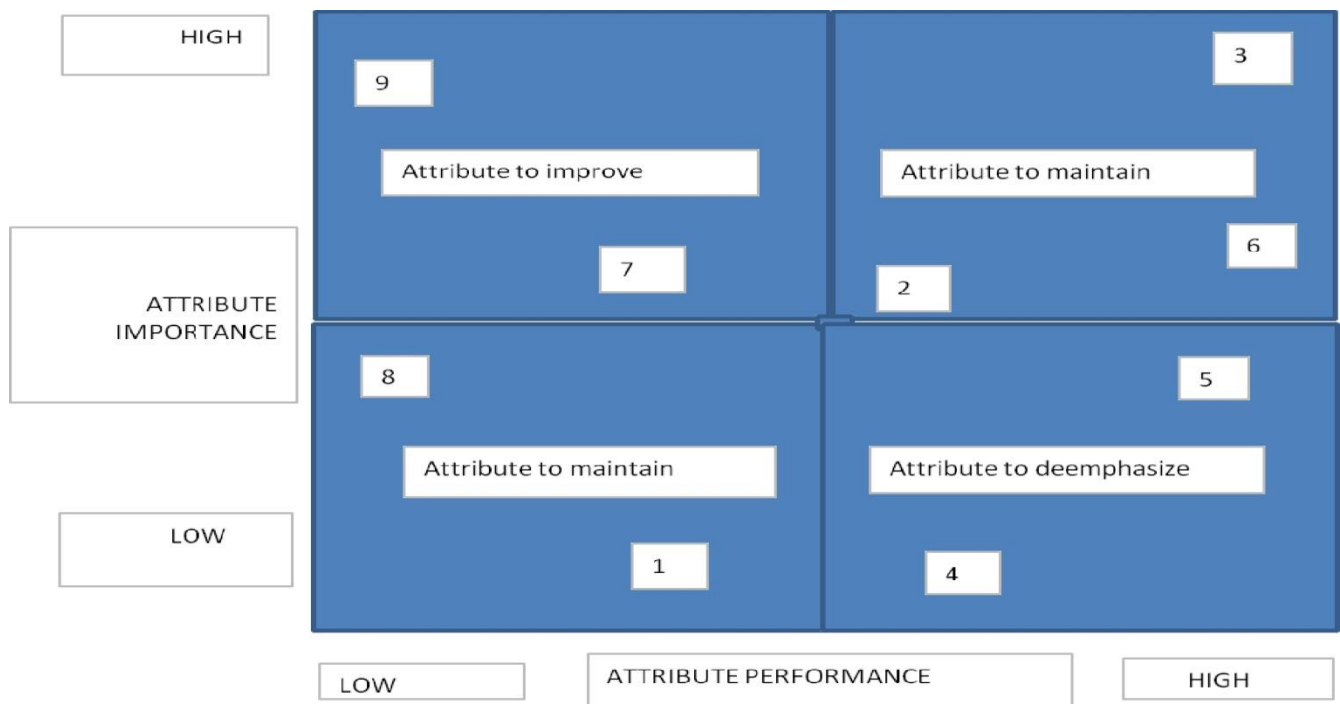 HIGH
3
9
Attribute to improve
Attribute to maintain
6
7
2
ATTRIBUTE
IMPORTANCE
8
5
Attribute to maintain
Attribute to deemphasize
LOW
1
4
LOW
ATTRIBUTE PERFORMANCE
HIGH